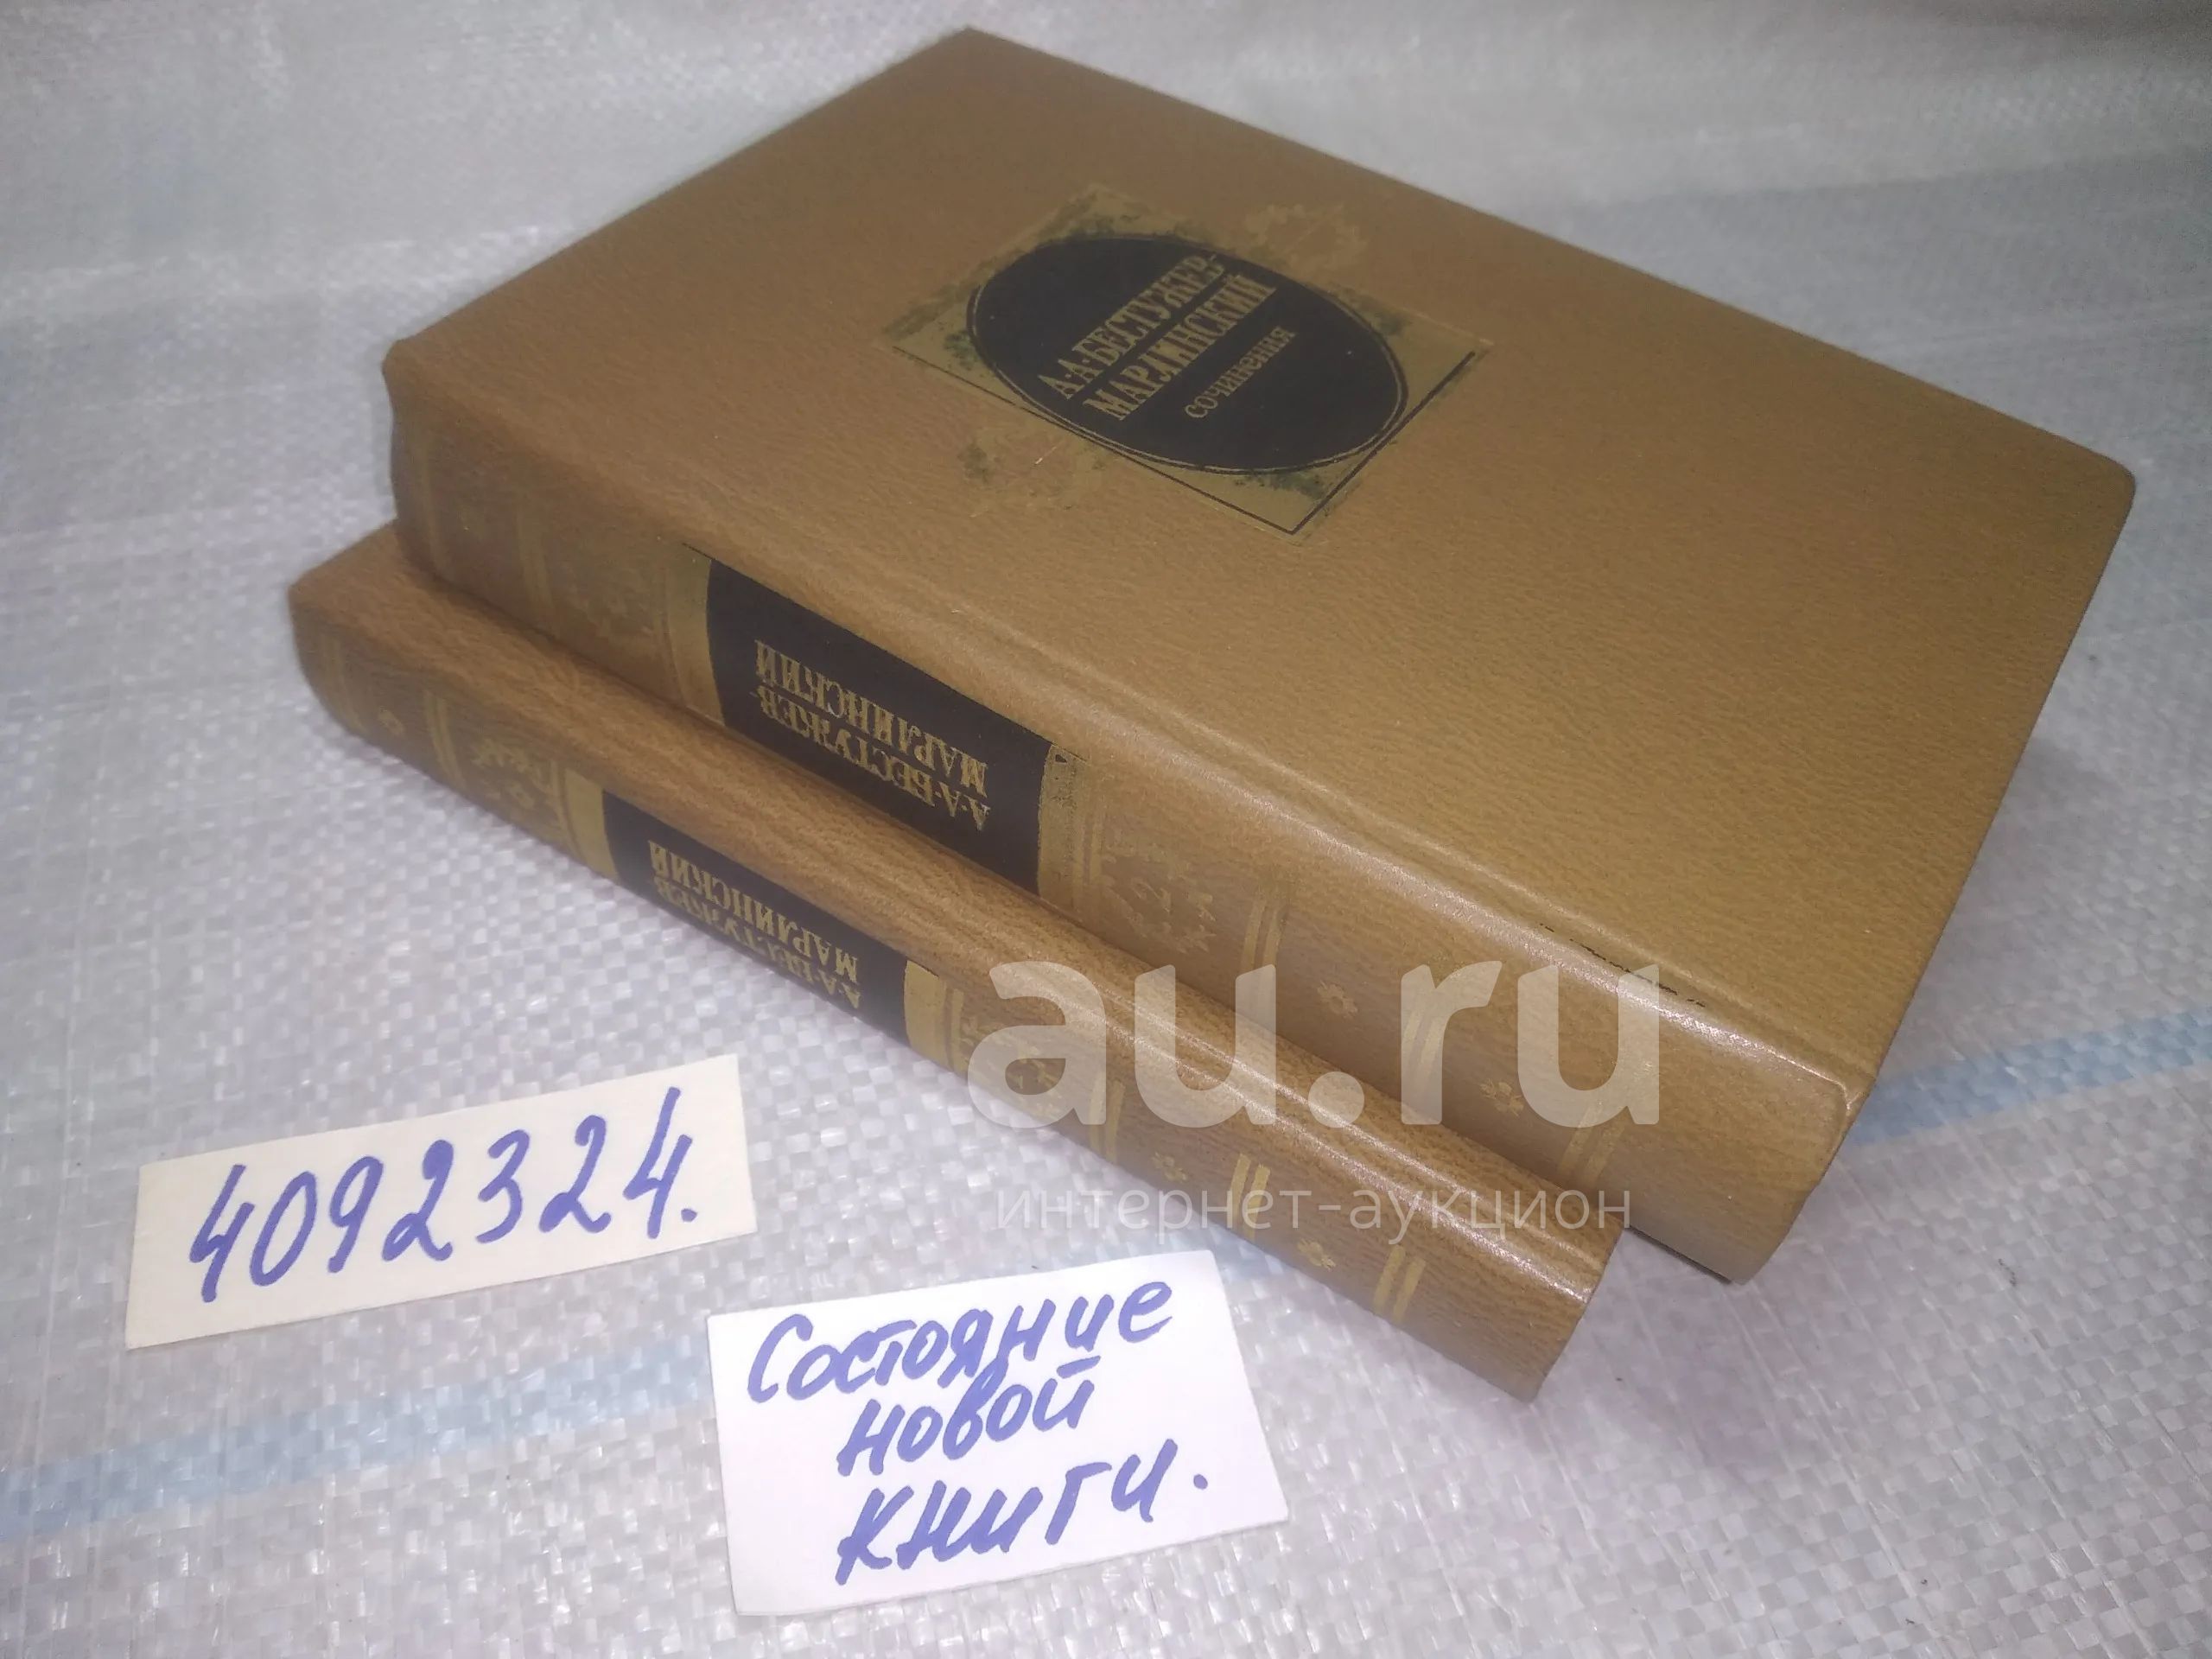 А·А·БЕСТУЖЕВ-
МАРЛИНСКИЙ
сочинения
А·А·БЕСТУЖЕВ-
МАРЛИНСКИЙ
А·А·БЕСТУЖЕВ-
МАРЛИНСКИЙ
au.ru
интернет-аукцион
4092324.
Состояние
новой
книги.